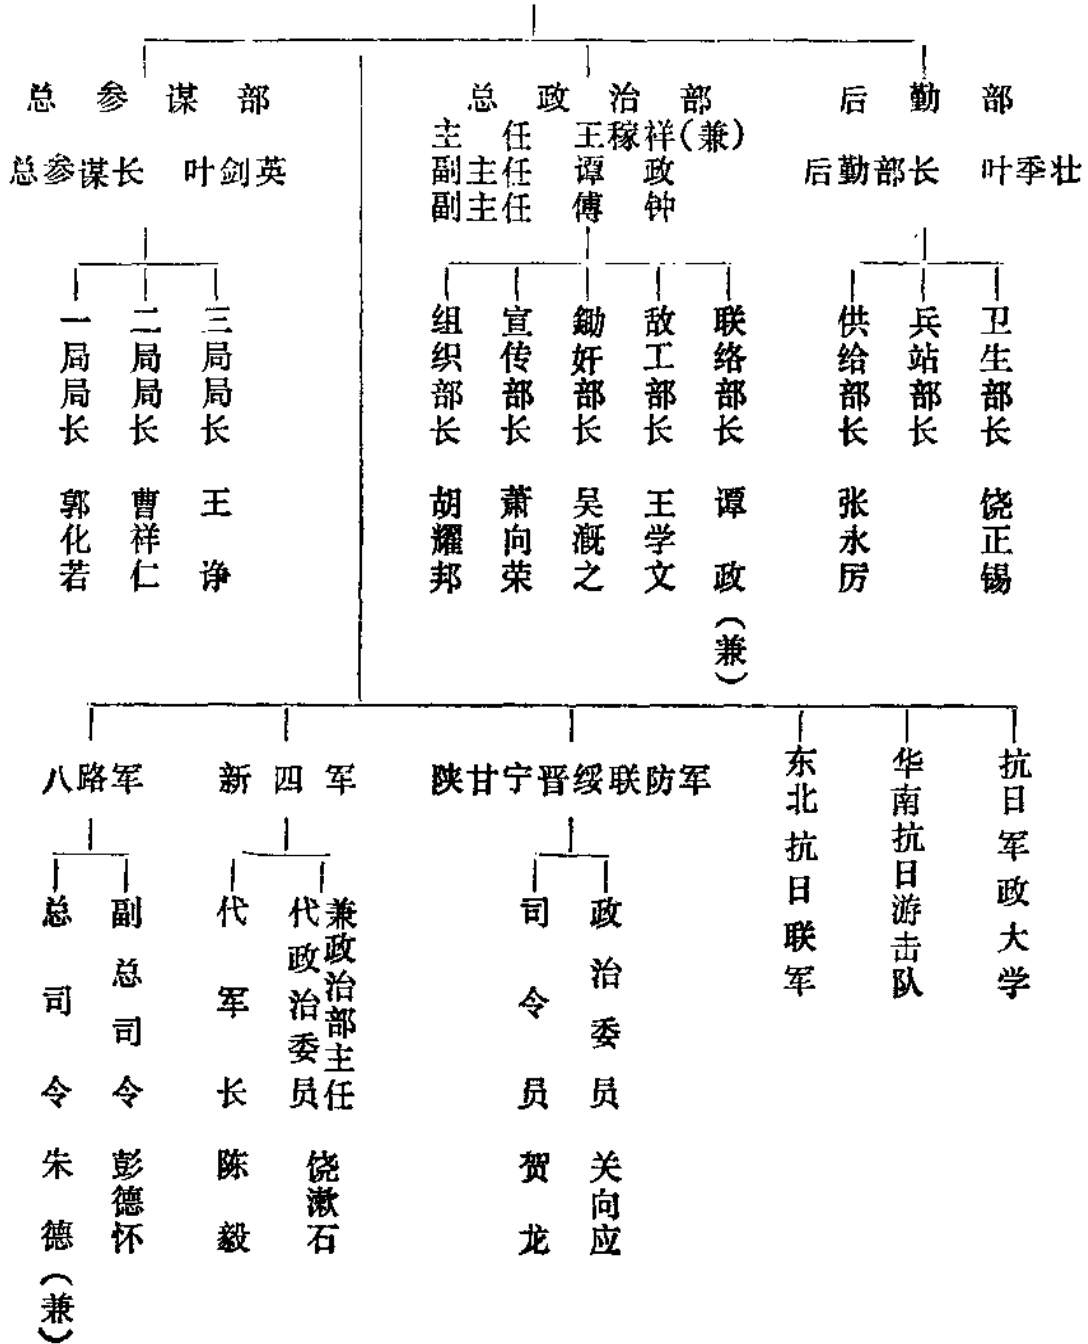 总参谋部
总参谋长 叶剑英
总政治部
主任 王稼祥(兼)
副主任 谭政
副主任 傅钟
后勤部
后勤部长 叶季壮
一局局长 郭化若
二局局长 曹祥仁
三局局长 王诤
组织部长 胡耀邦
宣传部长 萧向荣
锄奸部长 吴溉之
敌工部长 王学文
联络部长 谭政(兼)
供给部长 张永厉
兵站部长
卫生部长 饶正锡
八路军
新四军
陕甘宁晋绥联防军
东北抗日联军
华南抗日游击队
抗日军政大学
总司令 朱德(兼)
副总司令 彭德怀
代军长 陈毅
代政治委员
兼政治部主任
饶漱石
司令员 贺龙
政治委员 关向应